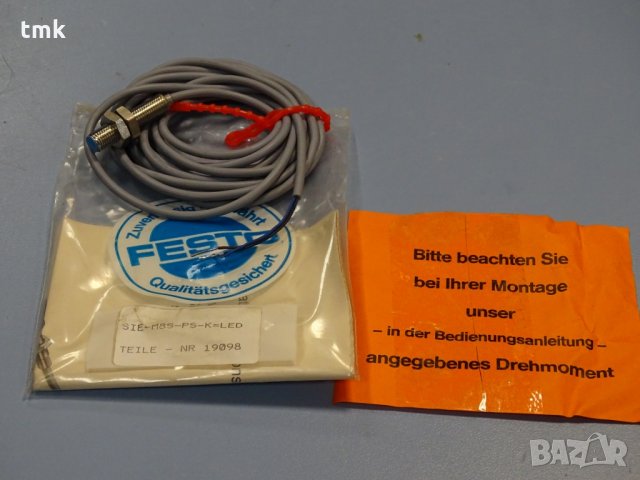 tmk
Zuverlässig
FESTO
Qualitätsgesichert
SIE-M8S-PS-K=LED
TEILE - NR 19098
Bitte beachten Sie
bei Ihrer Montage
unser
- in der Bedienungsanleitung -
angegebenes Drehmoment
BAZAR